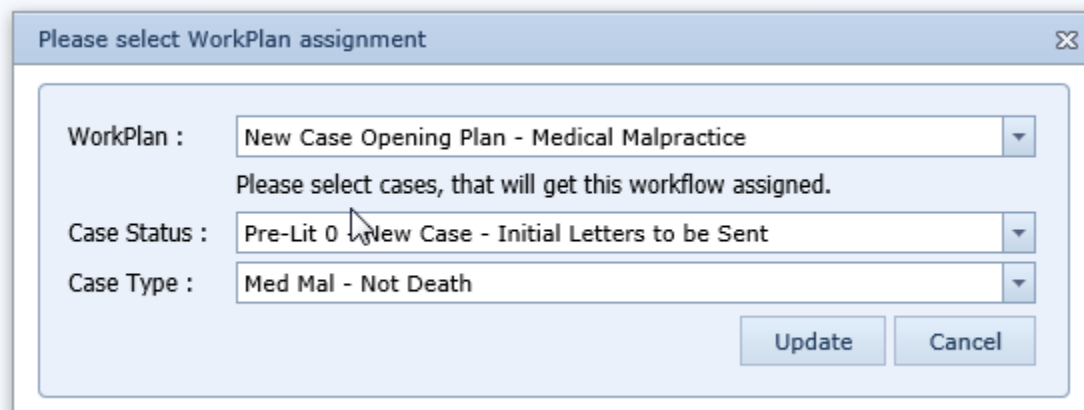 Please select WorkPlan assignment
WorkPlan : New Case Opening Plan - Medical Malpractice
Please select cases, that will get this workflow assigned.
Case Status : Pre-Lit 0 - New Case - Initial Letters to be Sent
Case Type : Med Mal - Not Death
Update Cancel